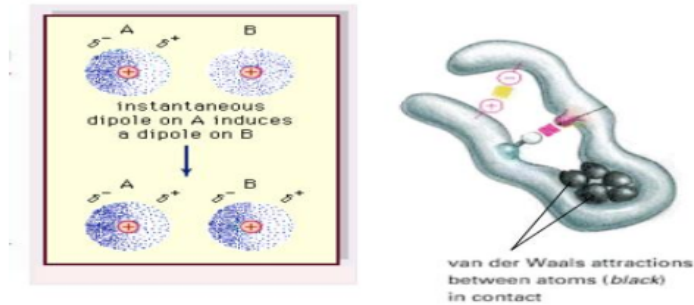 A B
δ⁻ δ⁺
+ +
instantaneous
dipole on A induces
a dipole on B
A B
δ⁻ δ⁺ δ⁻ δ⁺
+ +
−
+
van der Waals attractions
between atoms (black)
in contact